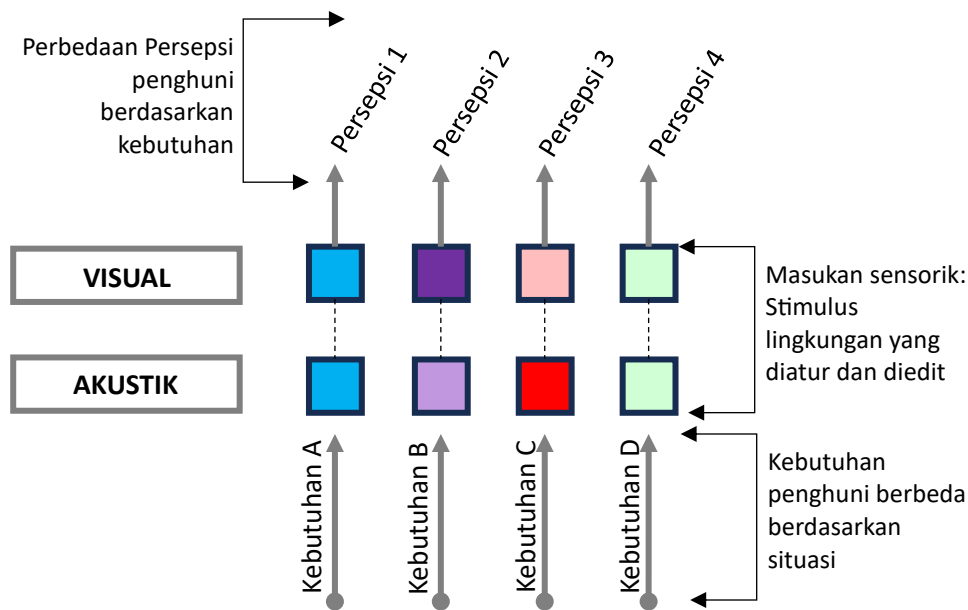 Perbedaan Persepsi
penghuni
berdasarkan
kebutuhan
Persepsi 1
Persepsi 2
Persepsi 3
Persepsi 4
VISUAL
AKUSTIK
Masukan sensorik:
Stimulus
lingkungan yang
diatur dan diedit
Kebutuhan A
Kebutuhan B
Kebutuhan C
Kebutuhan D
Kebutuhan
penghuni berbeda
berdasarkan
situasi